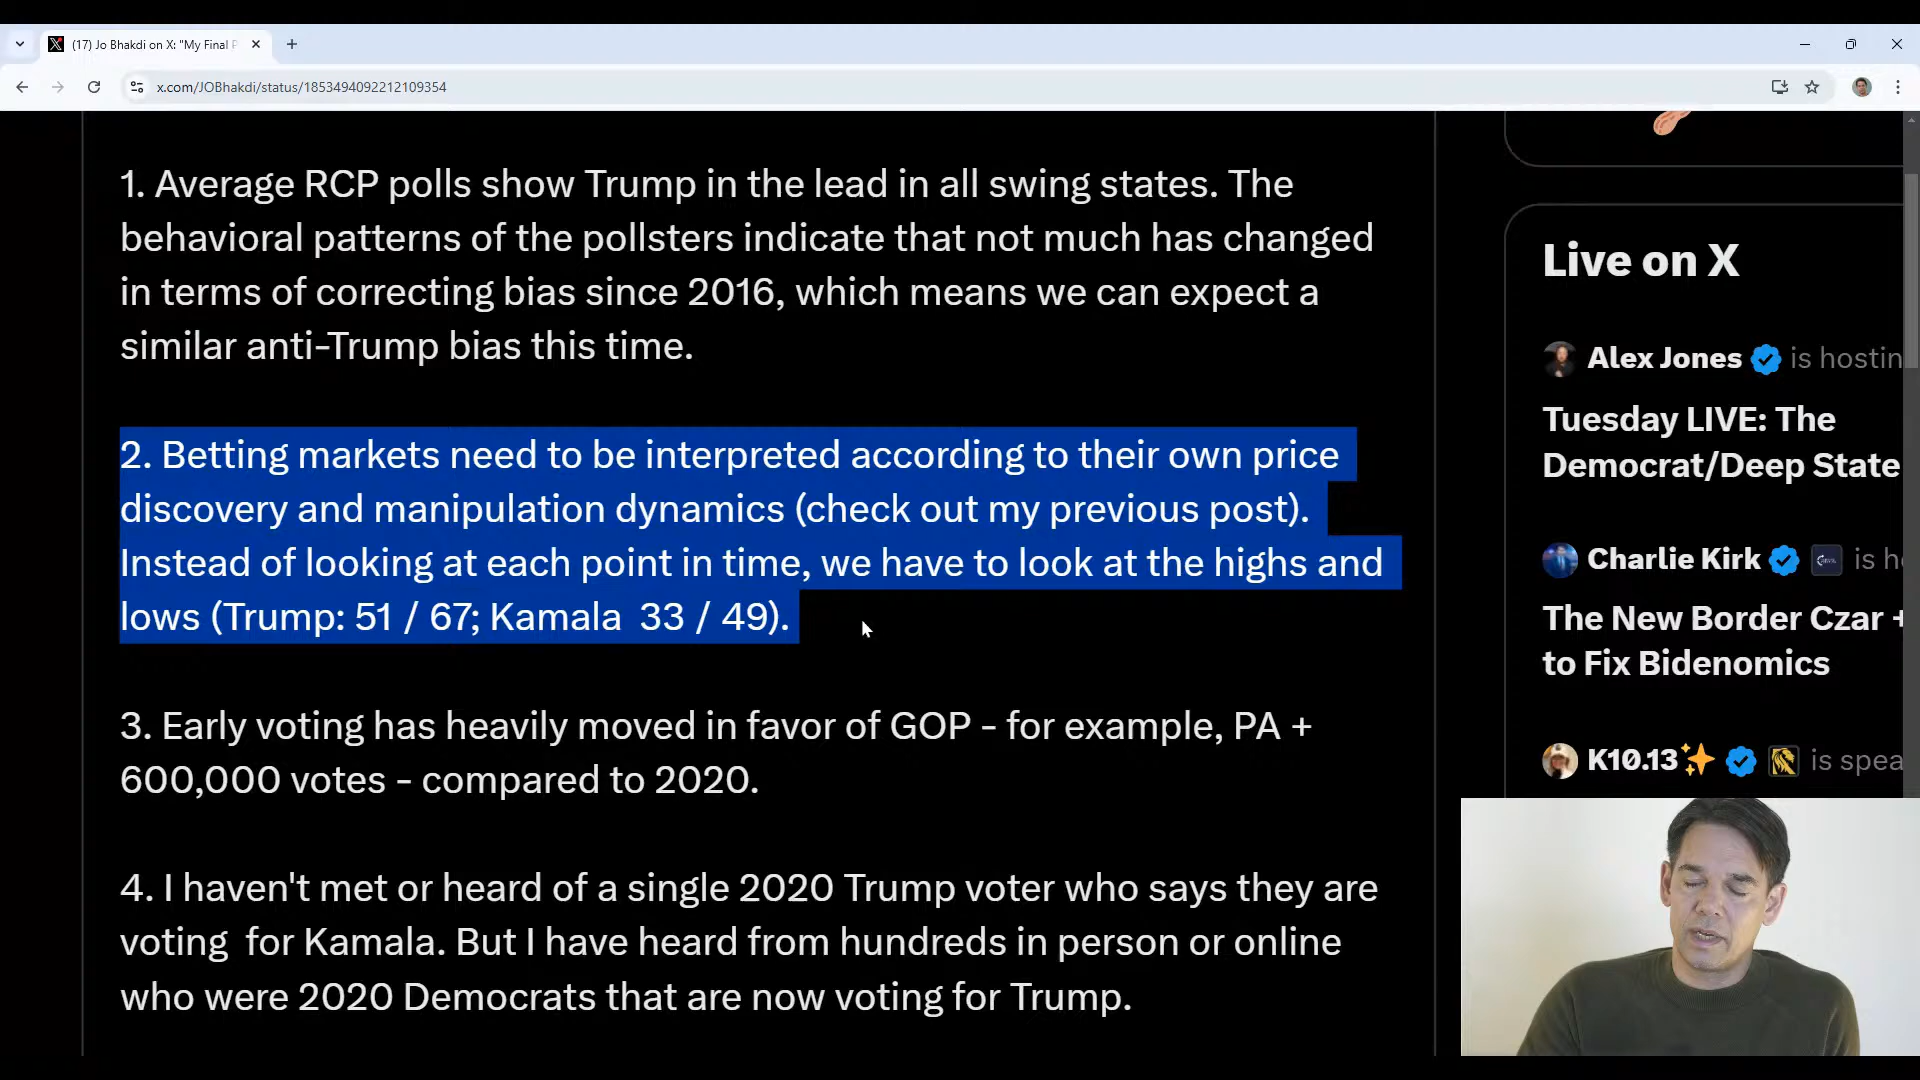 (17) Jo Bhakdi on X: "My Final P
x.com/JOBhakdi/status/1853494092212109354
1. Average RCP polls show Trump in the lead in all swing states. The
behavioral patterns of the pollsters indicate that not much has changed
in terms of correcting bias since 2016, which means we can expect a
similar anti-Trump bias this time.
2. Betting markets need to be interpreted according to their own price
discovery and manipulation dynamics (check out my previous post).
Instead of looking at each point in time, we have to look at the highs and
lows (Trump: 51 / 67; Kamala  33 / 49).
3. Early voting has heavily moved in favor of GOP - for example, PA +
600,000 votes - compared to 2020.
4. I haven't met or heard of a single 2020 Trump voter who says they are
voting  for Kamala. But I have heard from hundreds in person or online
who were 2020 Democrats that are now voting for Trump.
Live on X
Alex Jones is hostin
Tuesday LIVE: The
Democrat/Deep State
Charlie Kirk is h
The New Border Czar +
to Fix Bidenomics
K10.13✨ is spea